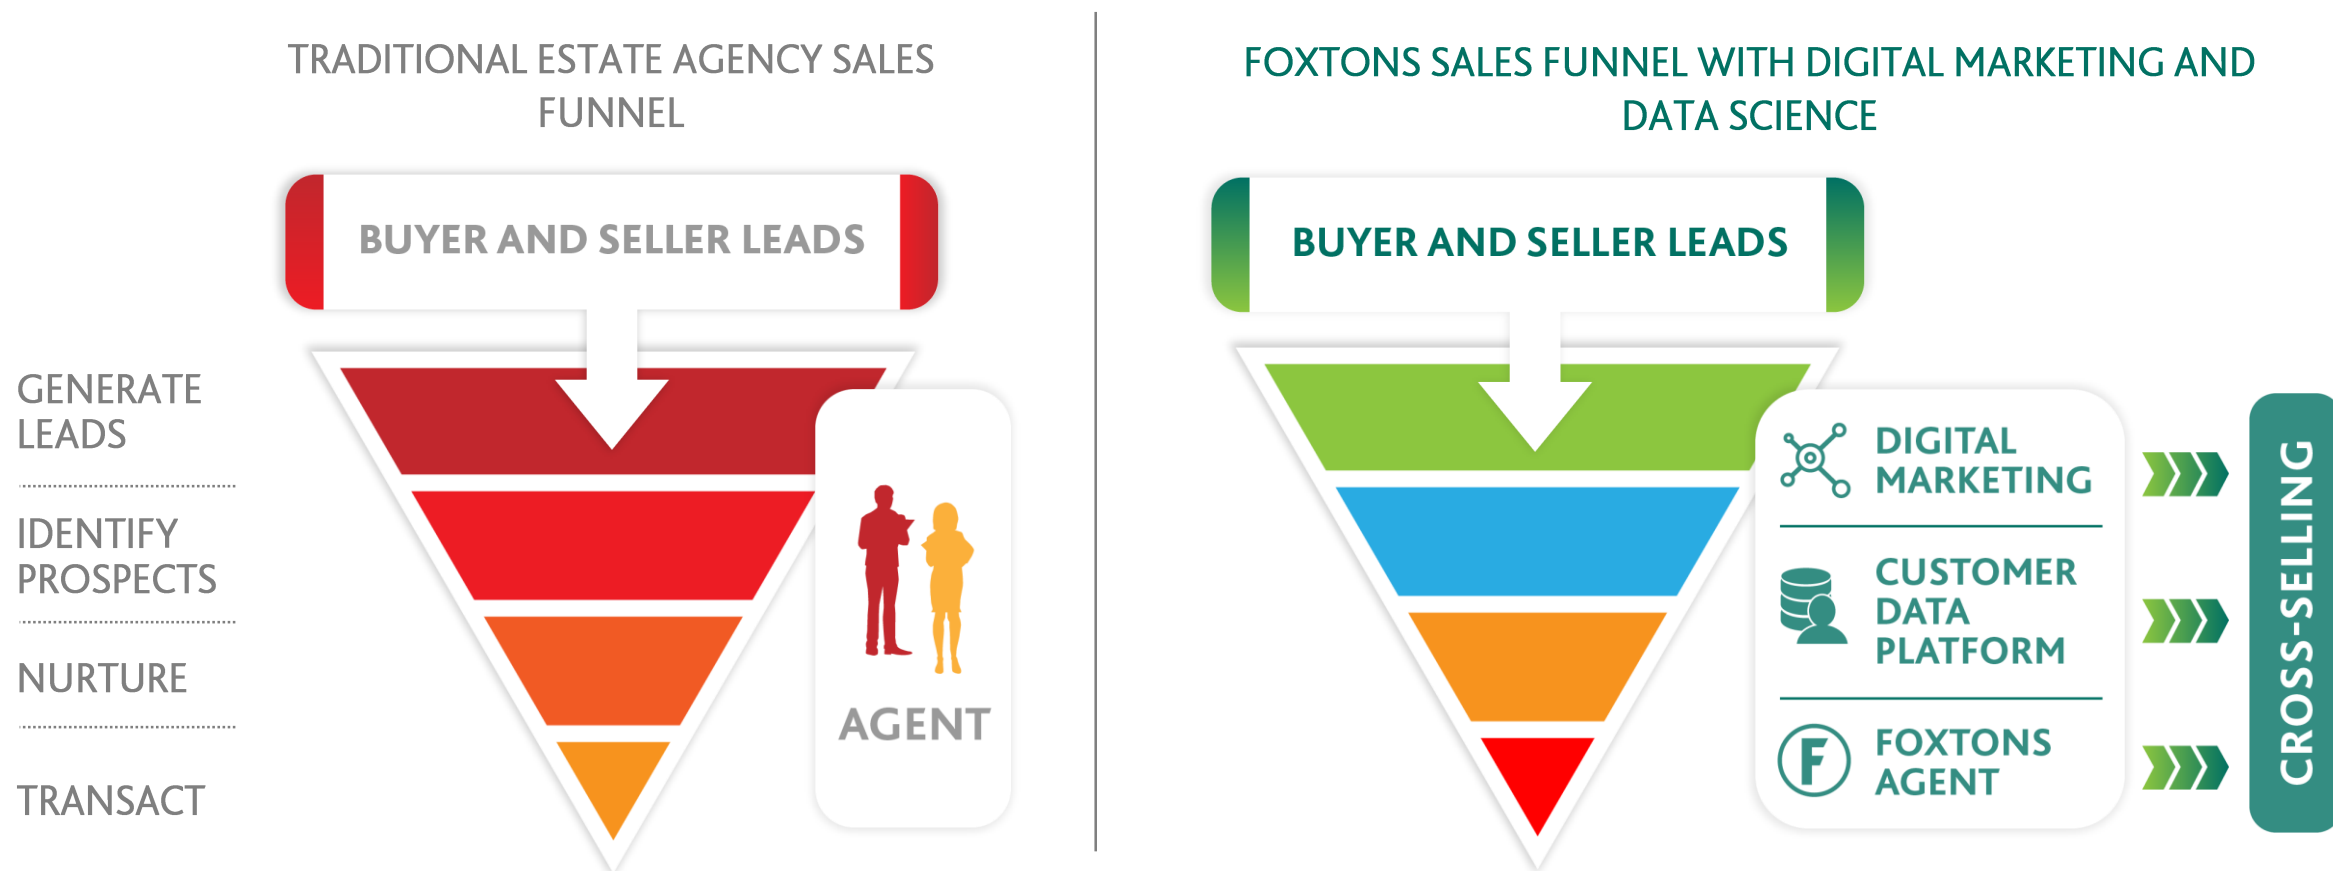 TRADITIONAL ESTATE AGENCY SALES
FUNNEL
BUYER AND SELLER LEADS
GENERATE
LEADS
IDENTIFY
PROSPECTS
NURTURE
TRANSACT
AGENT
FOXTONS SALES FUNNEL WITH DIGITAL MARKETING AND
DATA SCIENCE
BUYER AND SELLER LEADS
DIGITAL
MARKETING
CUSTOMER
DATA
PLATFORM
F
FOXTONS
AGENT
CROSS-SELLING